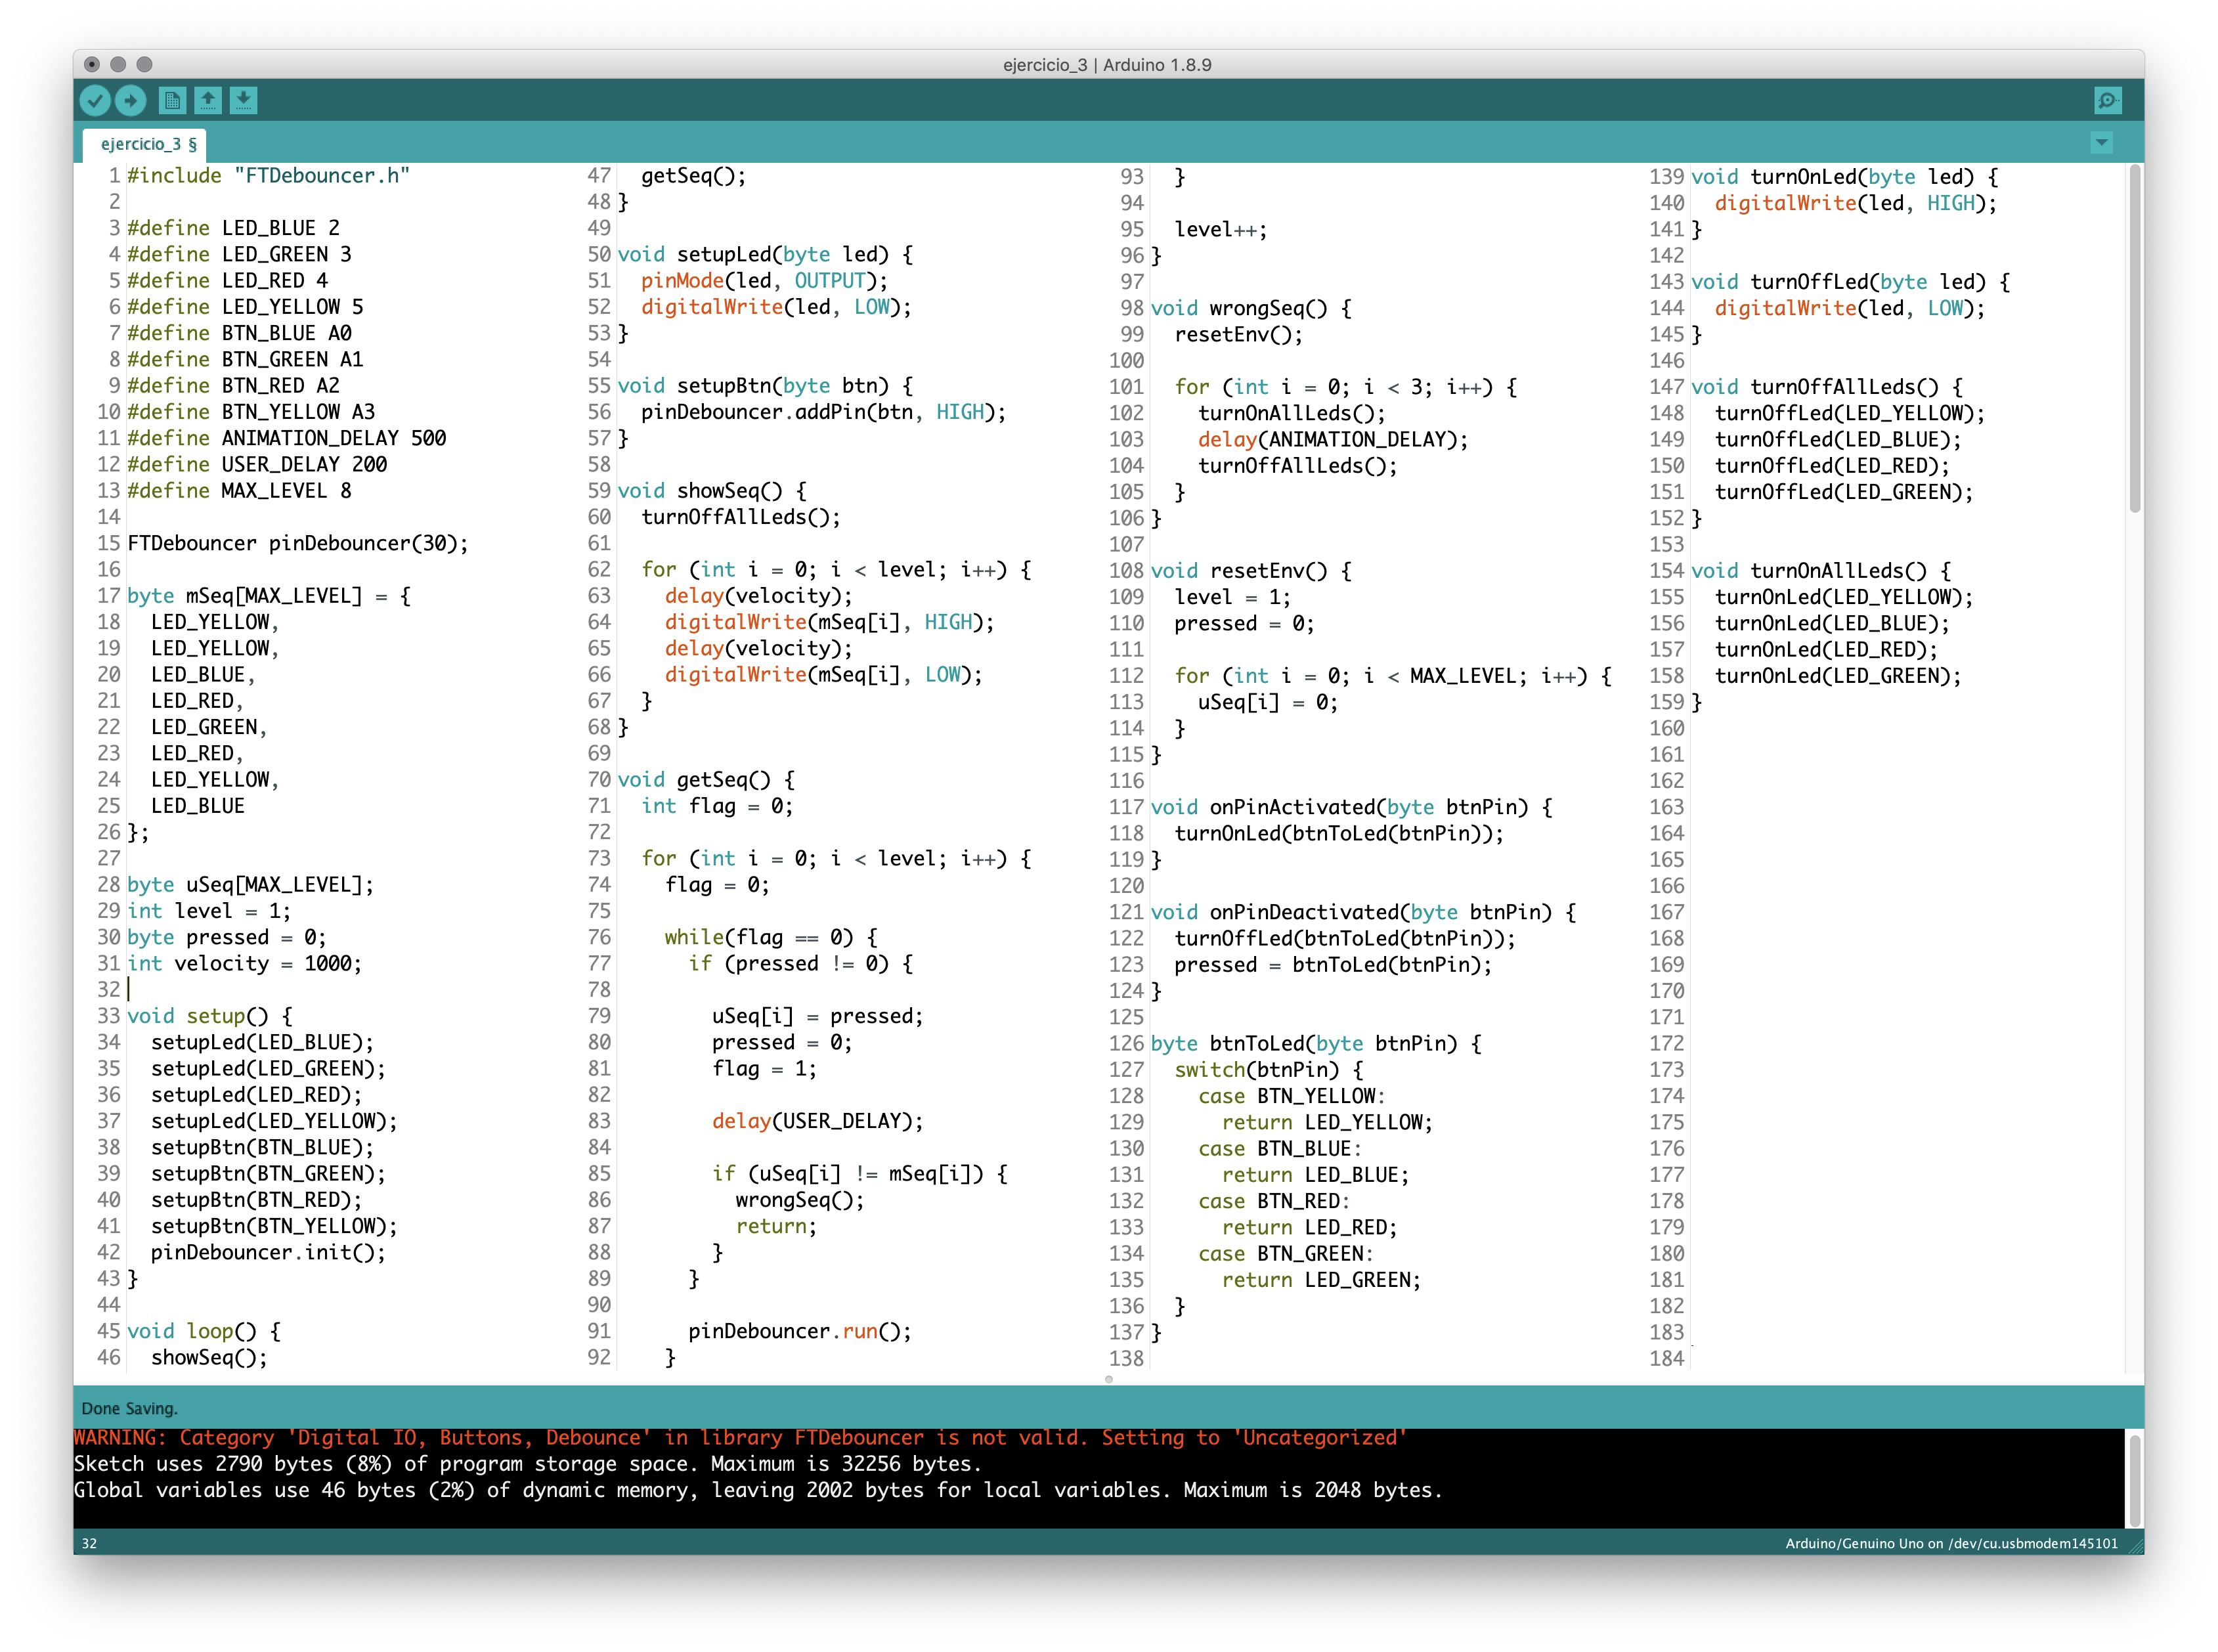 ejercicio_3 | Arduino 1.8.9
ejercicio_3 §
1 #include "FTDebouncer.h"
2
3 #define LED_BLUE 2
4 #define LED_GREEN 3
5 #define LED_RED 4
6 #define LED_YELLOW 5
7 #define BTN_BLUE A0
8 #define BTN_GREEN A1
9 #define BTN_RED A2
10 #define BTN_YELLOW A3
11 #define ANIMATION_DELAY 500
12 #define USER_DELAY 200
13 #define MAX_LEVEL 8
14
15 FTDebouncer pinDebouncer(30);
16
17 byte mSeq[MAX_LEVEL] = {
18   LED_YELLOW,
19   LED_YELLOW,
20   LED_BLUE,
21   LED_RED,
22   LED_GREEN,
23   LED_RED,
24   LED_YELLOW,
25   LED_BLUE
26 };
27
28 byte uSeq[MAX_LEVEL];
29 int level = 1;
30 byte pressed = 0;
31 int velocity = 1000;
32
33 void setup() {
34   setupLed(LED_BLUE);
35   setupLed(LED_GREEN);
36   setupLed(LED_RED);
37   setupLed(LED_YELLOW);
38   setupBtn(BTN_BLUE);
39   setupBtn(BTN_GREEN);
40   setupBtn(BTN_RED);
41   setupBtn(BTN_YELLOW);
42   pinDebouncer.init();
43 }
44
45 void loop() {
46   showSeq();
47   getSeq();
48 }
49
50 void setupLed(byte led) {
51   pinMode(led, OUTPUT);
52   digitalWrite(led, LOW);
53 }
54
55 void setupBtn(byte btn) {
56   pinDebouncer.addPin(btn, HIGH);
57 }
58
59 void showSeq() {
60   turnOffAllLeds();
61
62   for (int i = 0; i < level; i++) {
63     delay(velocity);
64     digitalWrite(mSeq[i], HIGH);
65     delay(velocity);
66     digitalWrite(mSeq[i], LOW);
67   }
68 }
69
70 void getSeq() {
71   int flag = 0;
72
73   for (int i = 0; i < level; i++) {
74     flag = 0;
75
76     while(flag == 0) {
77       if (pressed != 0) {
78
79         uSeq[i] = pressed;
80         pressed = 0;
81         flag = 1;
82
83         delay(USER_DELAY);
84
85         if (uSeq[i] != mSeq[i]) {
86           wrongSeq();
87           return;
88         }
89       }
90
91       pinDebouncer.run();
92     }
93   }
94
95   level++;
96 }
97
98 void wrongSeq() {
99   resetEnv();
100
101   for (int i = 0; i < 3; i++) {
102     turnOnAllLeds();
103     delay(ANIMATION_DELAY);
104     turnOffAllLeds();
105   }
106 }
107
108 void resetEnv() {
109   level = 1;
110   pressed = 0;
111
112   for (int i = 0; i < MAX_LEVEL; i++) {
113     uSeq[i] = 0;
114   }
115 }
116
117 void onPinActivated(byte btnPin) {
118   turnOnLed(btnToLed(btnPin));
119 }
120
121 void onPinDeactivated(byte btnPin) {
122   turnOffLed(btnToLed(btnPin));
123   pressed = btnToLed(btnPin);
124 }
125
126 byte btnToLed(byte btnPin) {
127   switch(btnPin) {
128     case BTN_YELLOW:
129       return LED_YELLOW;
130     case BTN_BLUE:
131       return LED_BLUE;
132     case BTN_RED:
133       return LED_RED;
134     case BTN_GREEN:
135       return LED_GREEN;
136   }
137 }
138
139 void turnOnLed(byte led) {
140   digitalWrite(led, HIGH);
141 }
142
143 void turnOffLed(byte led) {
144   digitalWrite(led, LOW);
145 }
146
147 void turnOffAllLeds() {
148   turnOffLed(LED_YELLOW);
149   turnOffLed(LED_BLUE);
150   turnOffLed(LED_RED);
151   turnOffLed(LED_GREEN);
152 }
153
154 void turnOnAllLeds() {
155   turnOnLed(LED_YELLOW);
156   turnOnLed(LED_BLUE);
157   turnOnLed(LED_RED);
158   turnOnLed(LED_GREEN);
159 }
160
161
162
163
164
165
166
167
168
169
170
171
172
173
174
175
176
177
178
179
180
181
182
183
184
Done Saving.
WARNING: Category 'Digital IO, Buttons, Debounce' in library FTDebouncer is not valid. Setting to 'Uncategorized'
Sketch uses 2790 bytes (8%) of program storage space. Maximum is 32256 bytes.
Global variables use 46 bytes (2%) of dynamic memory, leaving 2002 bytes for local variables. Maximum is 2048 bytes.
32
Arduino/Genuino Uno on /dev/cu.usbmodem145101